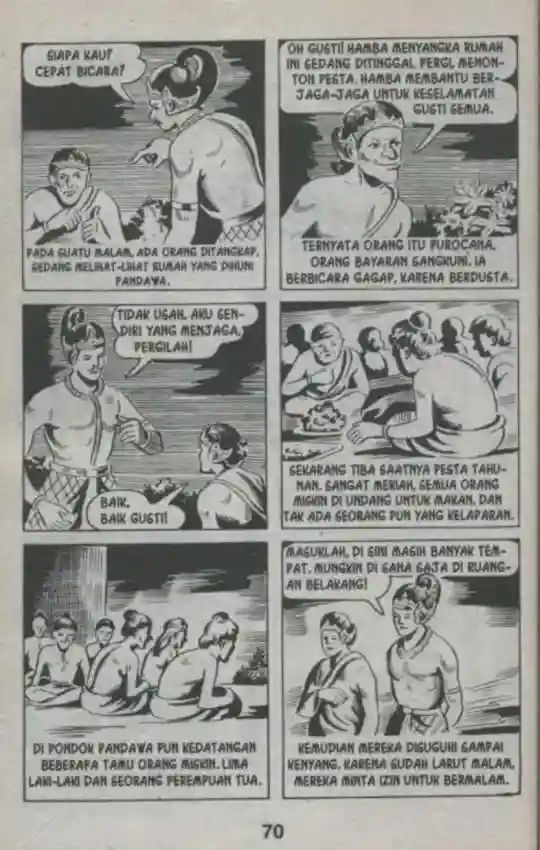 SIAPA KAU?
CEPAT BICARA?
PADA SUATU MALAM, ADA ORANG DITANGKAP,
SEDANG MELIHAT-LIHAT RUMAH YANG DIHUNI
PANDAWA.
OH GUSTI! HAMBA MENYANGKA RUMAH
INI SEDANG DITINGGAL PERGI, MENON-
TON PESTA. HAMBA MEMBANTU BER-
JAGA-JAGA UNTUK KESELAMATAN
GUSTI SEMUA.
TERNYATA ORANG ITU PUROCANA,
ORANG BAYARAN SANGKUNI. IA
BERBICARA GAGAP, KARENA BERDUSTA.
TIDAK USAH, AKU SEN-
DIRI YANG MENJAGA,
PERGILAH!
BAIK,
BAIK GUSTI!
SEKARANG TIBA SAATNYA PESTA TAHU-
NAN. SANGAT MERIAH, SEMUA ORANG
MISKIN DI UNDANG UNTUK MAKAN. DAN
TAK ADA SEORANG PUN YANG KELAPARAN.
DI PONDOK PANDAWA PUN KEDATANGAN
BEBERAPA TAMU ORANG MISKIN. LIMA
LAKI-LAKI DAN SEORANG PEREMPUAN TUA.
MASUKLAH, DI SINI MASIH BANYAK TEM-
PAT. MUNGKIN DI SANA SAJA DI RUANG-
AN BELAKANG!
KEMUDIAN MEREKA DISUGUHI SAMPAI
KENYANG. KARENA SUDAH LARUT MALAM,
MEREKA MINTA IZIN UNTUK BERMALAM.
70